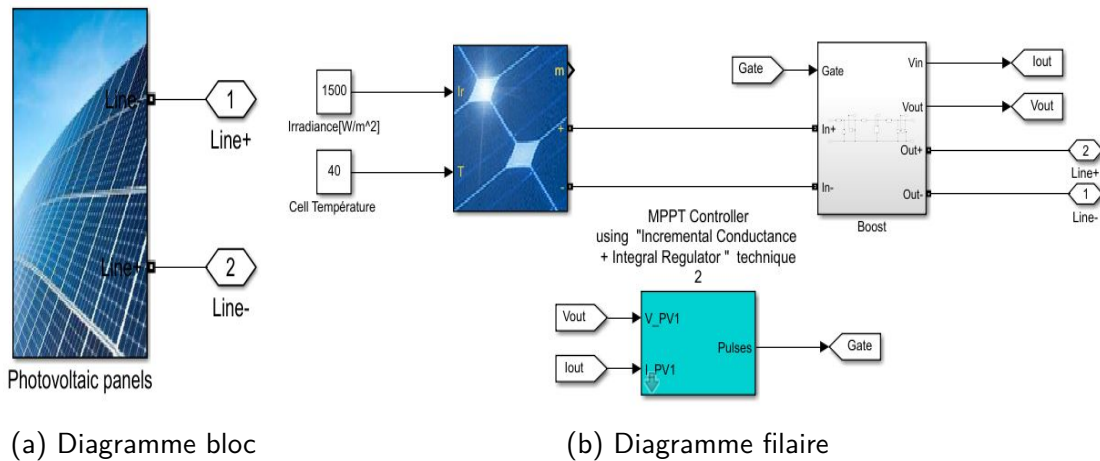 Line-
1
Line+
Line+
2
Line-
Photovoltaic panels
(a) Diagramme bloc
1500
Irradiance[W/m^2]
40
Cell Température
Ir
T
m
+
-
Gate
Gate
In+
In-
Vin
Vout
Out+
Out-
Boost
Iout
Vout
2
Line+
1
Line-
MPPT Controller
using "Incremental Conductance
+ Integral Regulator " technique
2
Vout
Iout
V_PV1
I_PV1
Pulses
Gate
(b) Diagramme filaire